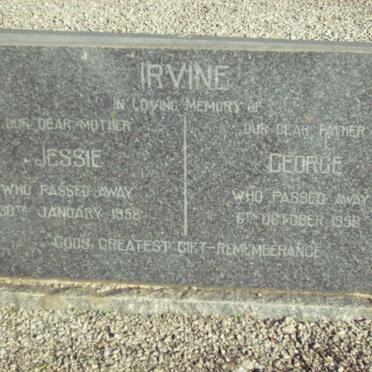 IRVINE
IN LOVING MEMORY OF
OUR DEAR MOTHER
JESSIE
WHO PASSED AWAY
30TH JANUARY 1958
OUR DEAR FATHER
GEORGE
WHO PASSED AWAY
6TH OCTOBER 1958
GODS GREATEST GIFT-REMEMBERANCE